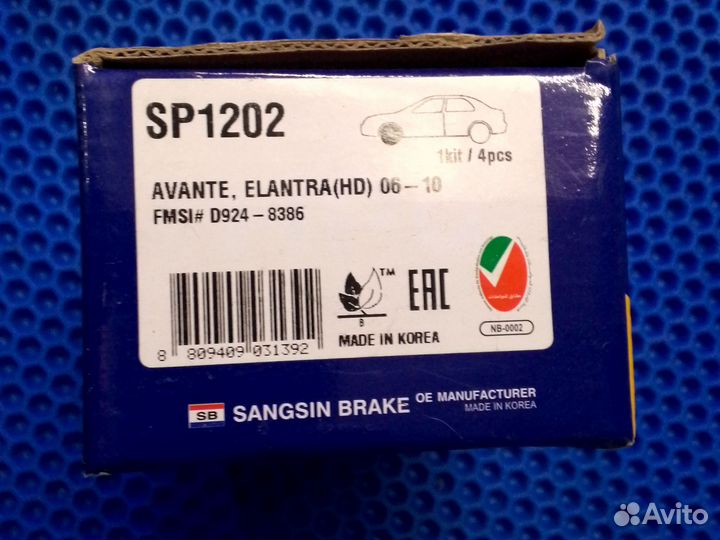 SP1202
1kit / 4pcs
AVANTE, ELANTRA(HD) 06-10
FMSI# D924-8386
TM
EAC
B
8 809409 031392
MADE IN KOREA
NB-0002
SB SANGSIN BRAKE OE MANUFACTURER
MADE IN KOREA
Avito